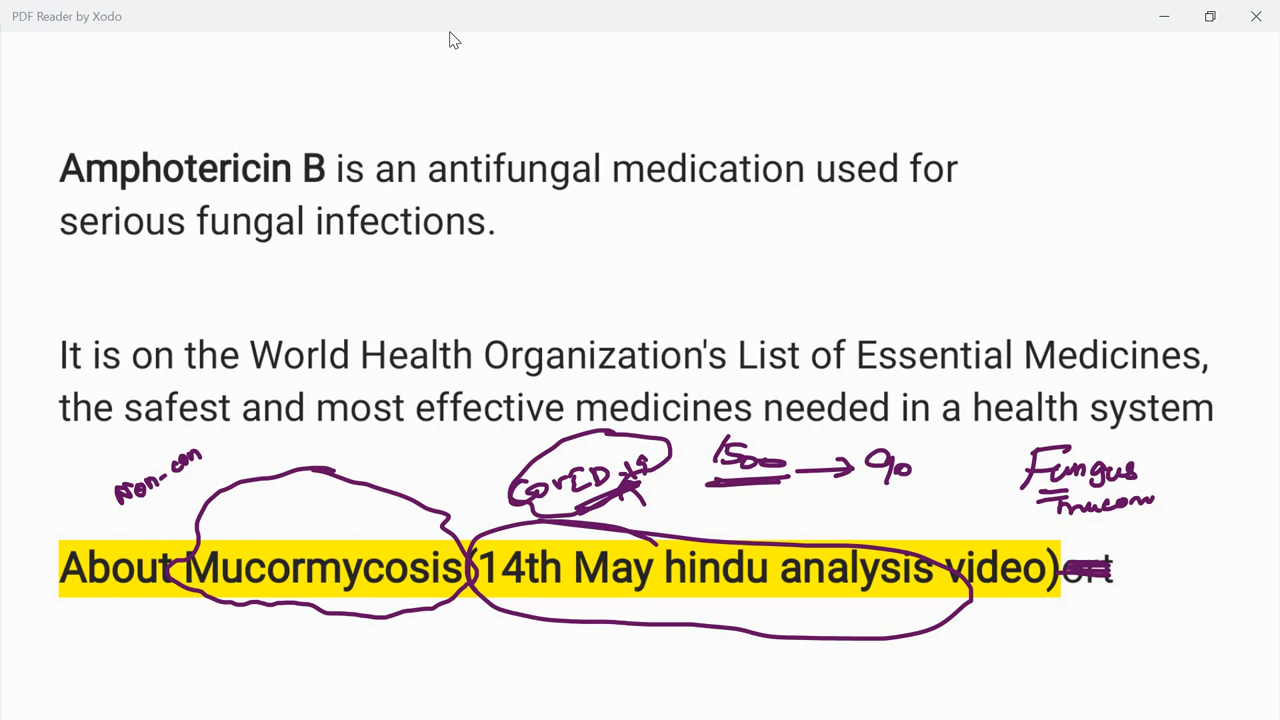 PDF Reader by Xodo
Amphotericin B is an antifungal medication used for
serious fungal infections.
It is on the World Health Organization's List of Essential Medicines,
the safest and most effective medicines needed in a health system
Non-con
1500 → 90
Fungus
About Mucormycosis(14th May hindu analysis video)